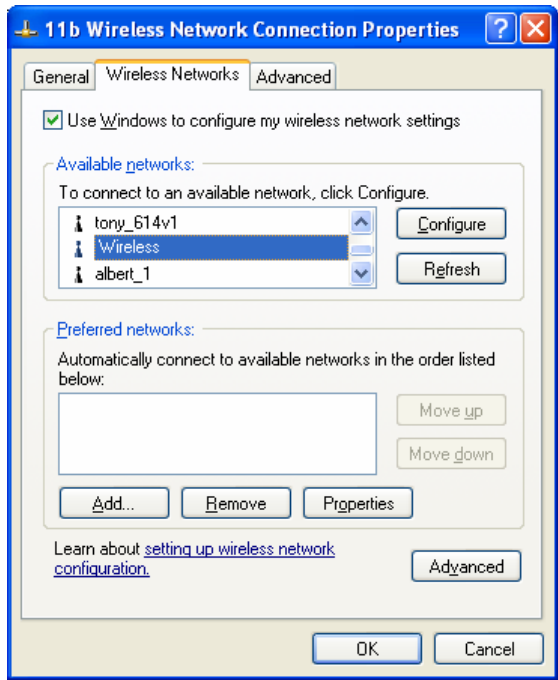 11b Wireless Network Connection Properties
General Wireless Networks Advanced
Use Windows to configure my wireless network settings
Available networks:
To connect to an available network, click Configure.
tony_614v1
Wireless
albert_1
Configure
Refresh
Preferred networks:
Automatically connect to available networks in the order listed
below:
Move up
Move down
Add... Remove Properties
Learn about setting up wireless network
configuration.
Advanced
OK Cancel